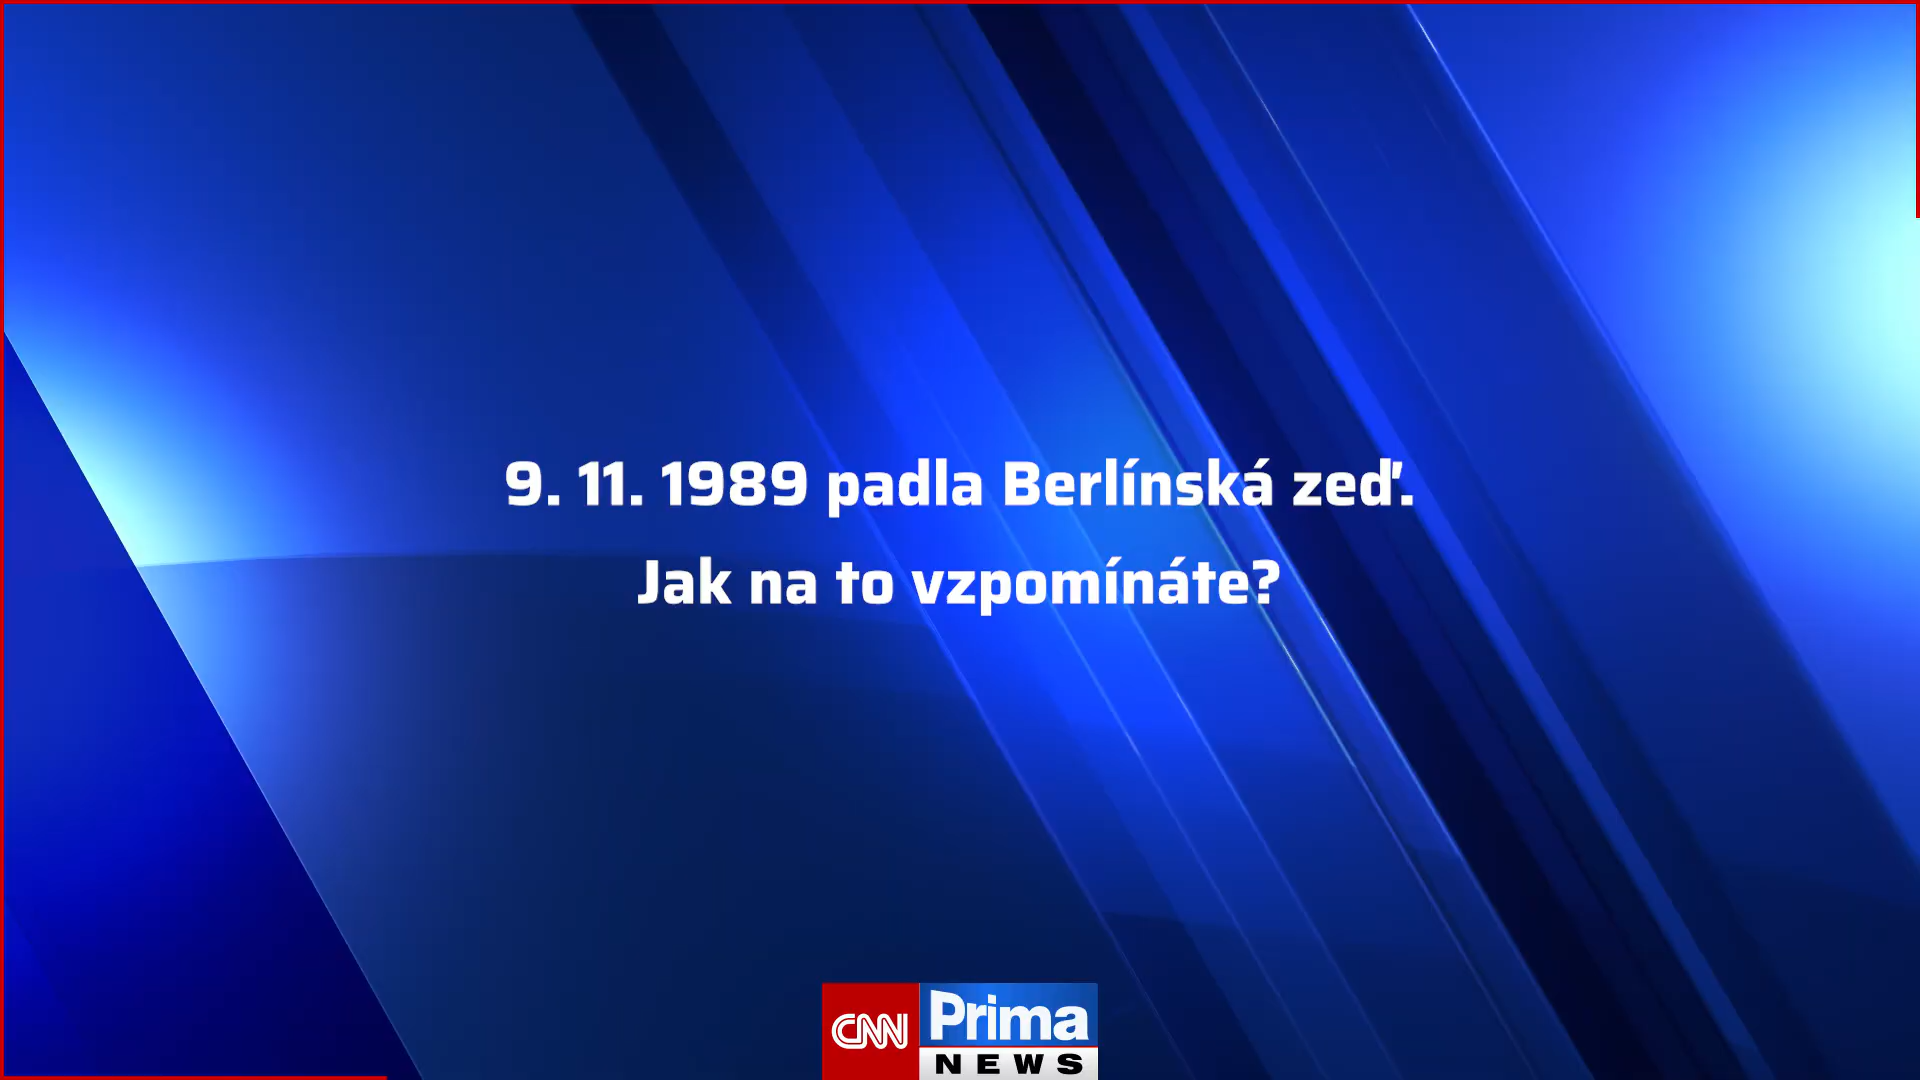 9. 11. 1989 padla Berlínská zeď.
Jak na to vzpomínáte?
CNN Prima
NEWS